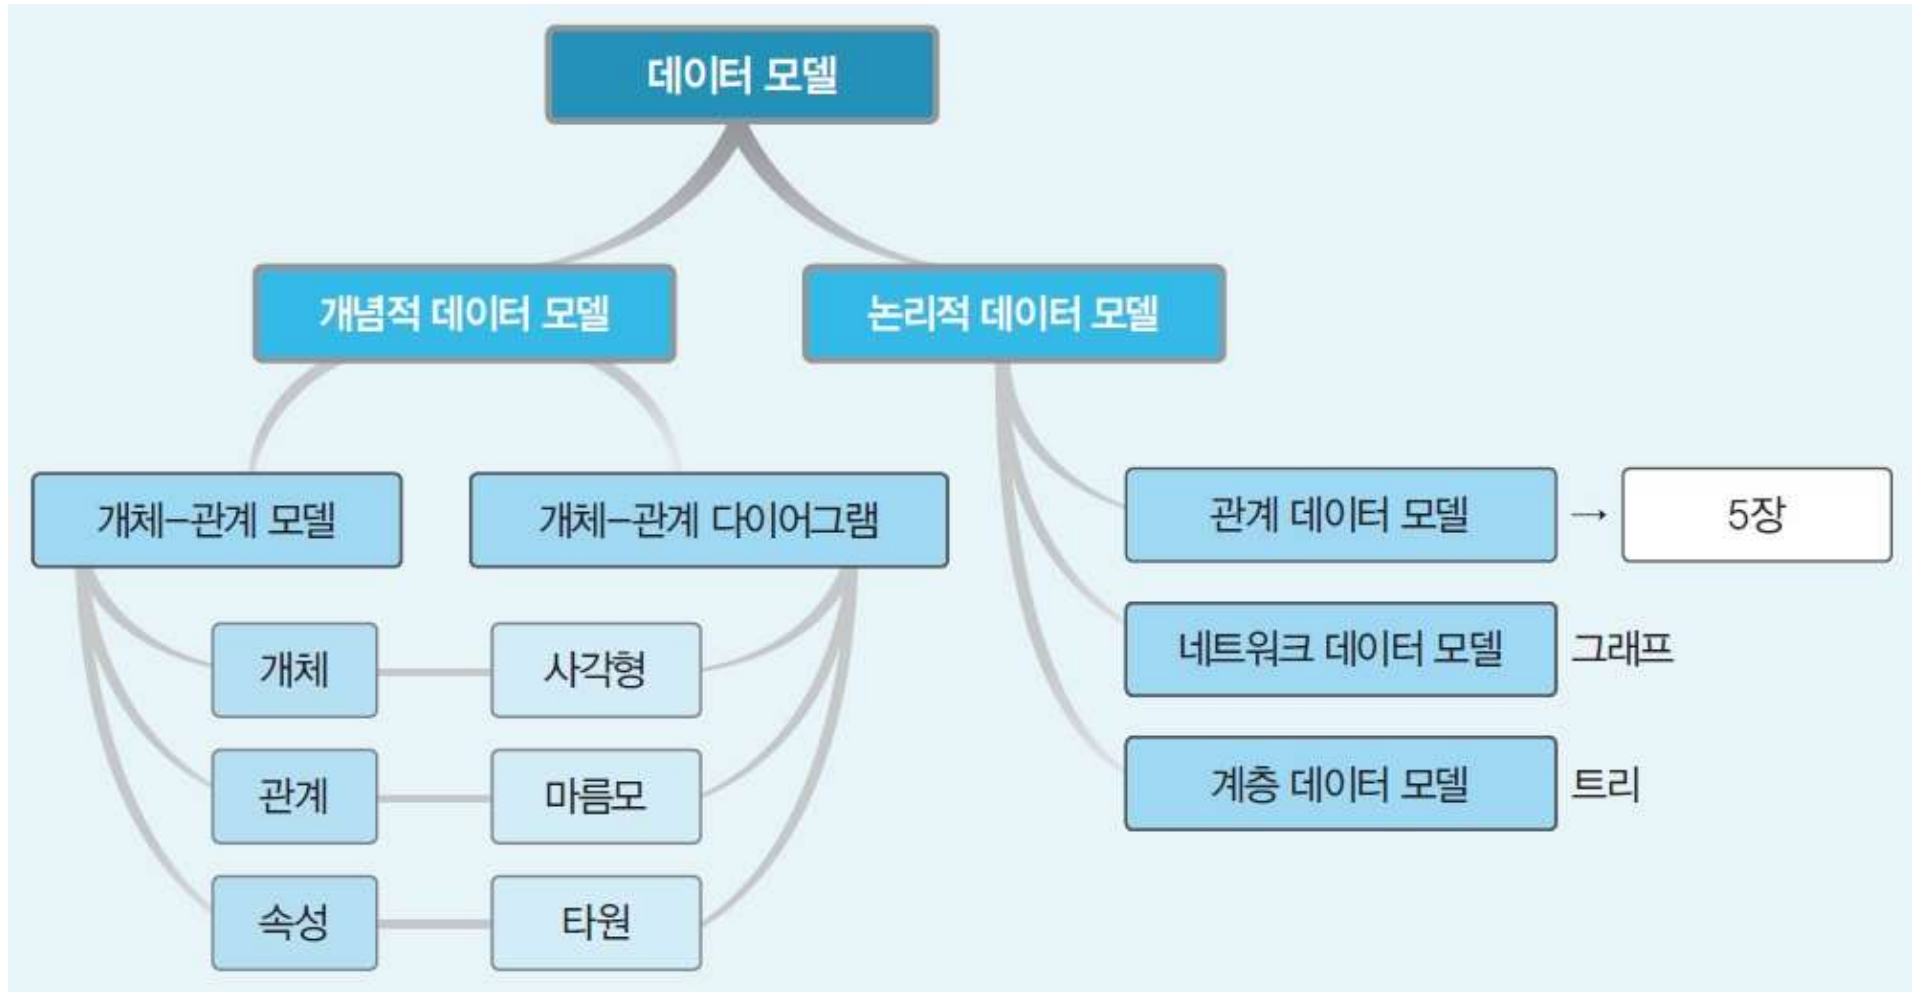 데이터 모델
개념적 데이터 모델
논리적 데이터 모델
개체-관계 모델
개체-관계 다이어그램
개체
사각형
관계
마름모
속성
타원
관계 데이터 모델 → 5장
네트워크 데이터 모델 그래프
계층 데이터 모델 트리